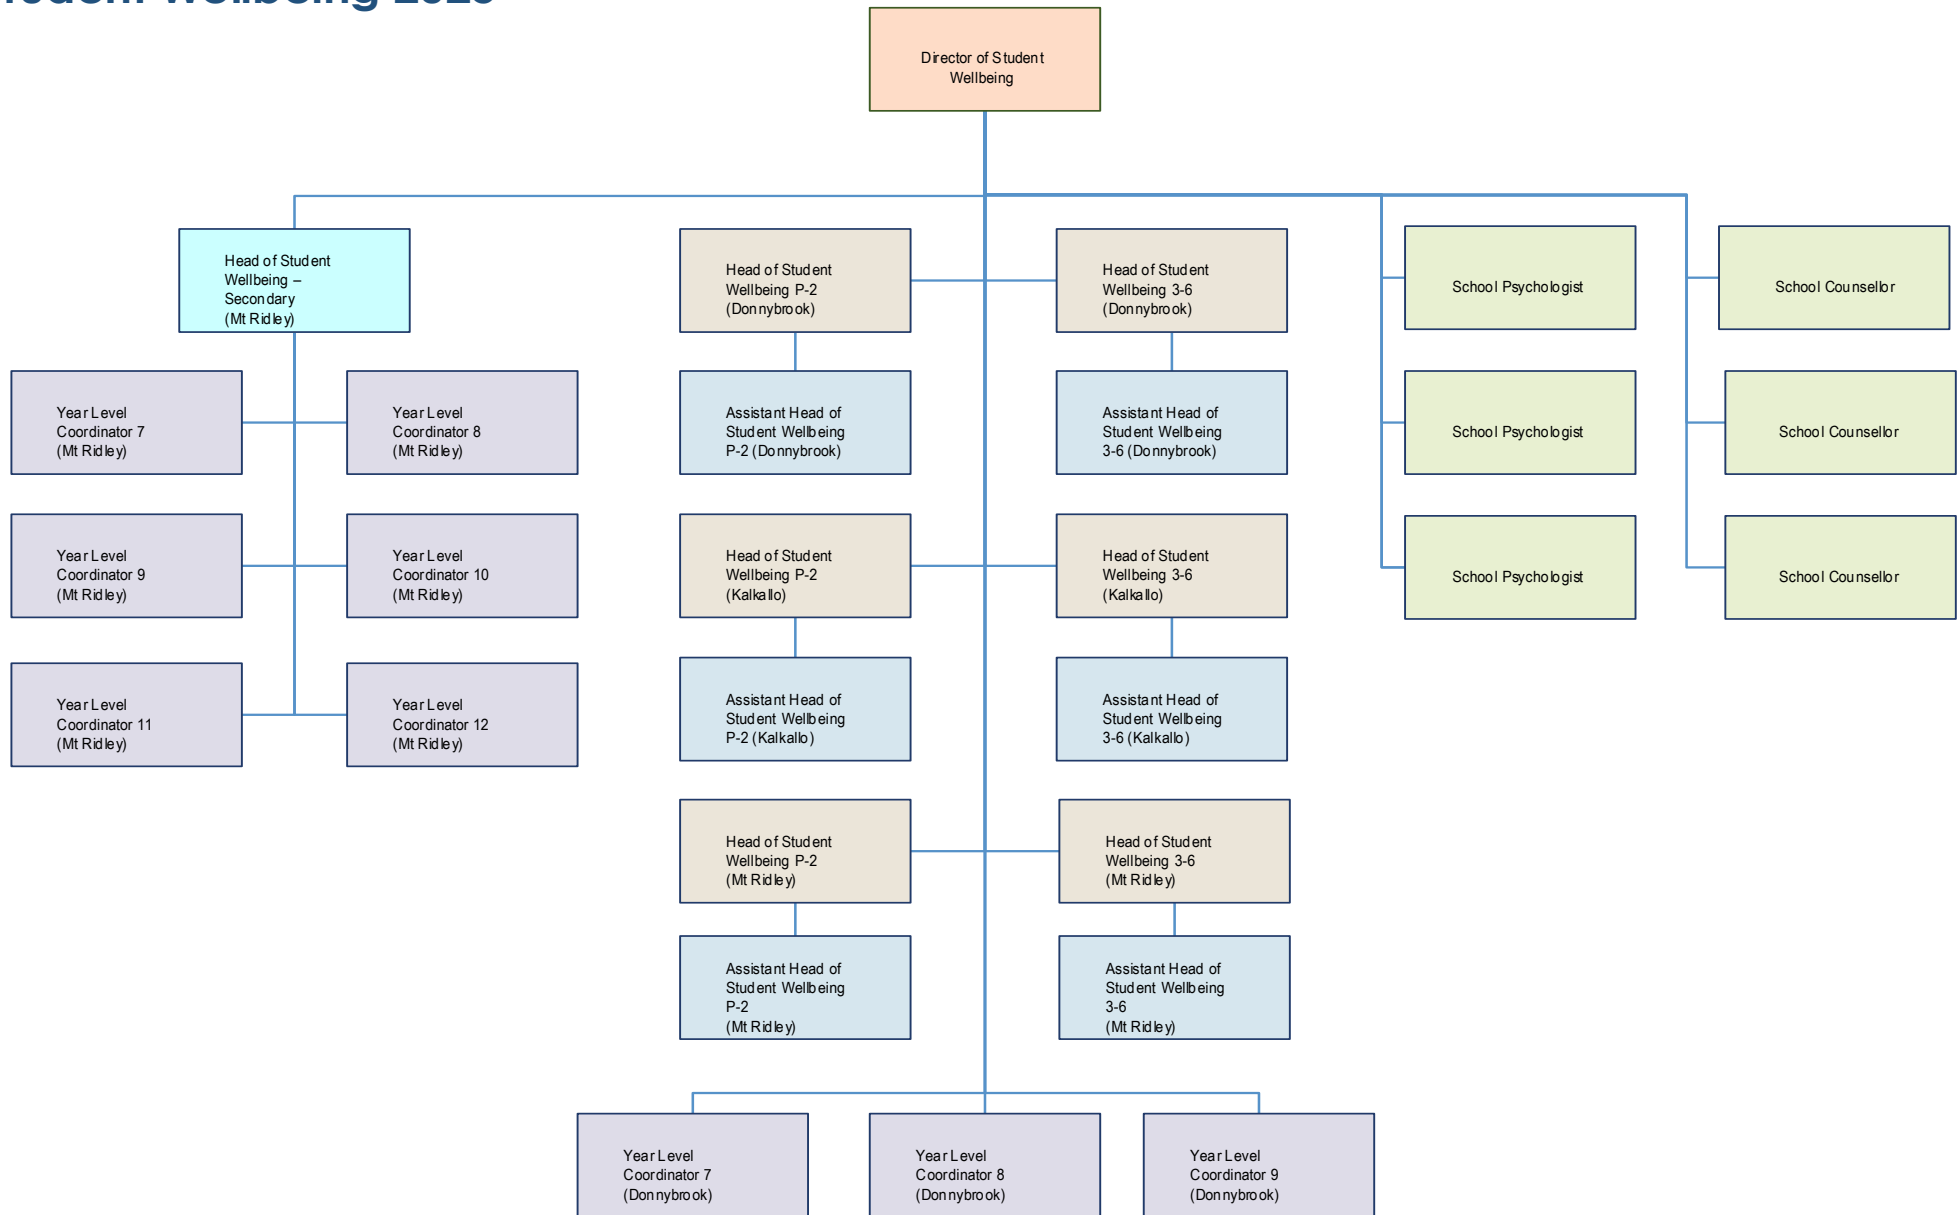 Wellbeing
Director of Student
Wellbeing
Head of Student
Wellbeing –
Secondary
(Mt Ridley)
Head of Student
Wellbeing P-2
(Donnybrook)
Head of Student
Wellbeing 3-6
(Donnybrook)
School Psychologist
School Counsellor
Year Level
Coordinator 7
(Mt Ridley)
Year Level
Coordinator 8
(Mt Ridley)
Assistant Head of
Student Wellbeing
P-2 (Donnybrook)
Assistant Head of
Student Wellbeing
3-6 (Donnybrook)
School Psychologist
School Counsellor
Year Level
Coordinator 9
(Mt Ridley)
Year Level
Coordinator 10
(Mt Ridley)
Head of Student
Wellbeing P-2
(Kalkallo)
Head of Student
Wellbeing 3-6
(Kalkallo)
School Psychologist
School Counsellor
Year Level
Coordinator 11
(Mt Ridley)
Year Level
Coordinator 12
(Mt Ridley)
Assistant Head of
Student Wellbeing
P-2 (Kalkallo)
Assistant Head of
Student Wellbeing
3-6 (Kalkallo)
Head of Student
Wellbeing P-2
(Mt Ridley)
Head of Student
Wellbeing 3-6
(Mt Ridley)
Assistant Head of
Student Wellbeing
P-2
(Mt Ridley)
Assistant Head of
Student Wellbeing
3-6
(Mt Ridley)
Year Level
Coordinator 7
(Donnybrook)
Year Level
Coordinator 8
(Donnybrook)
Year Level
Coordinator 9
(Donnybrook)